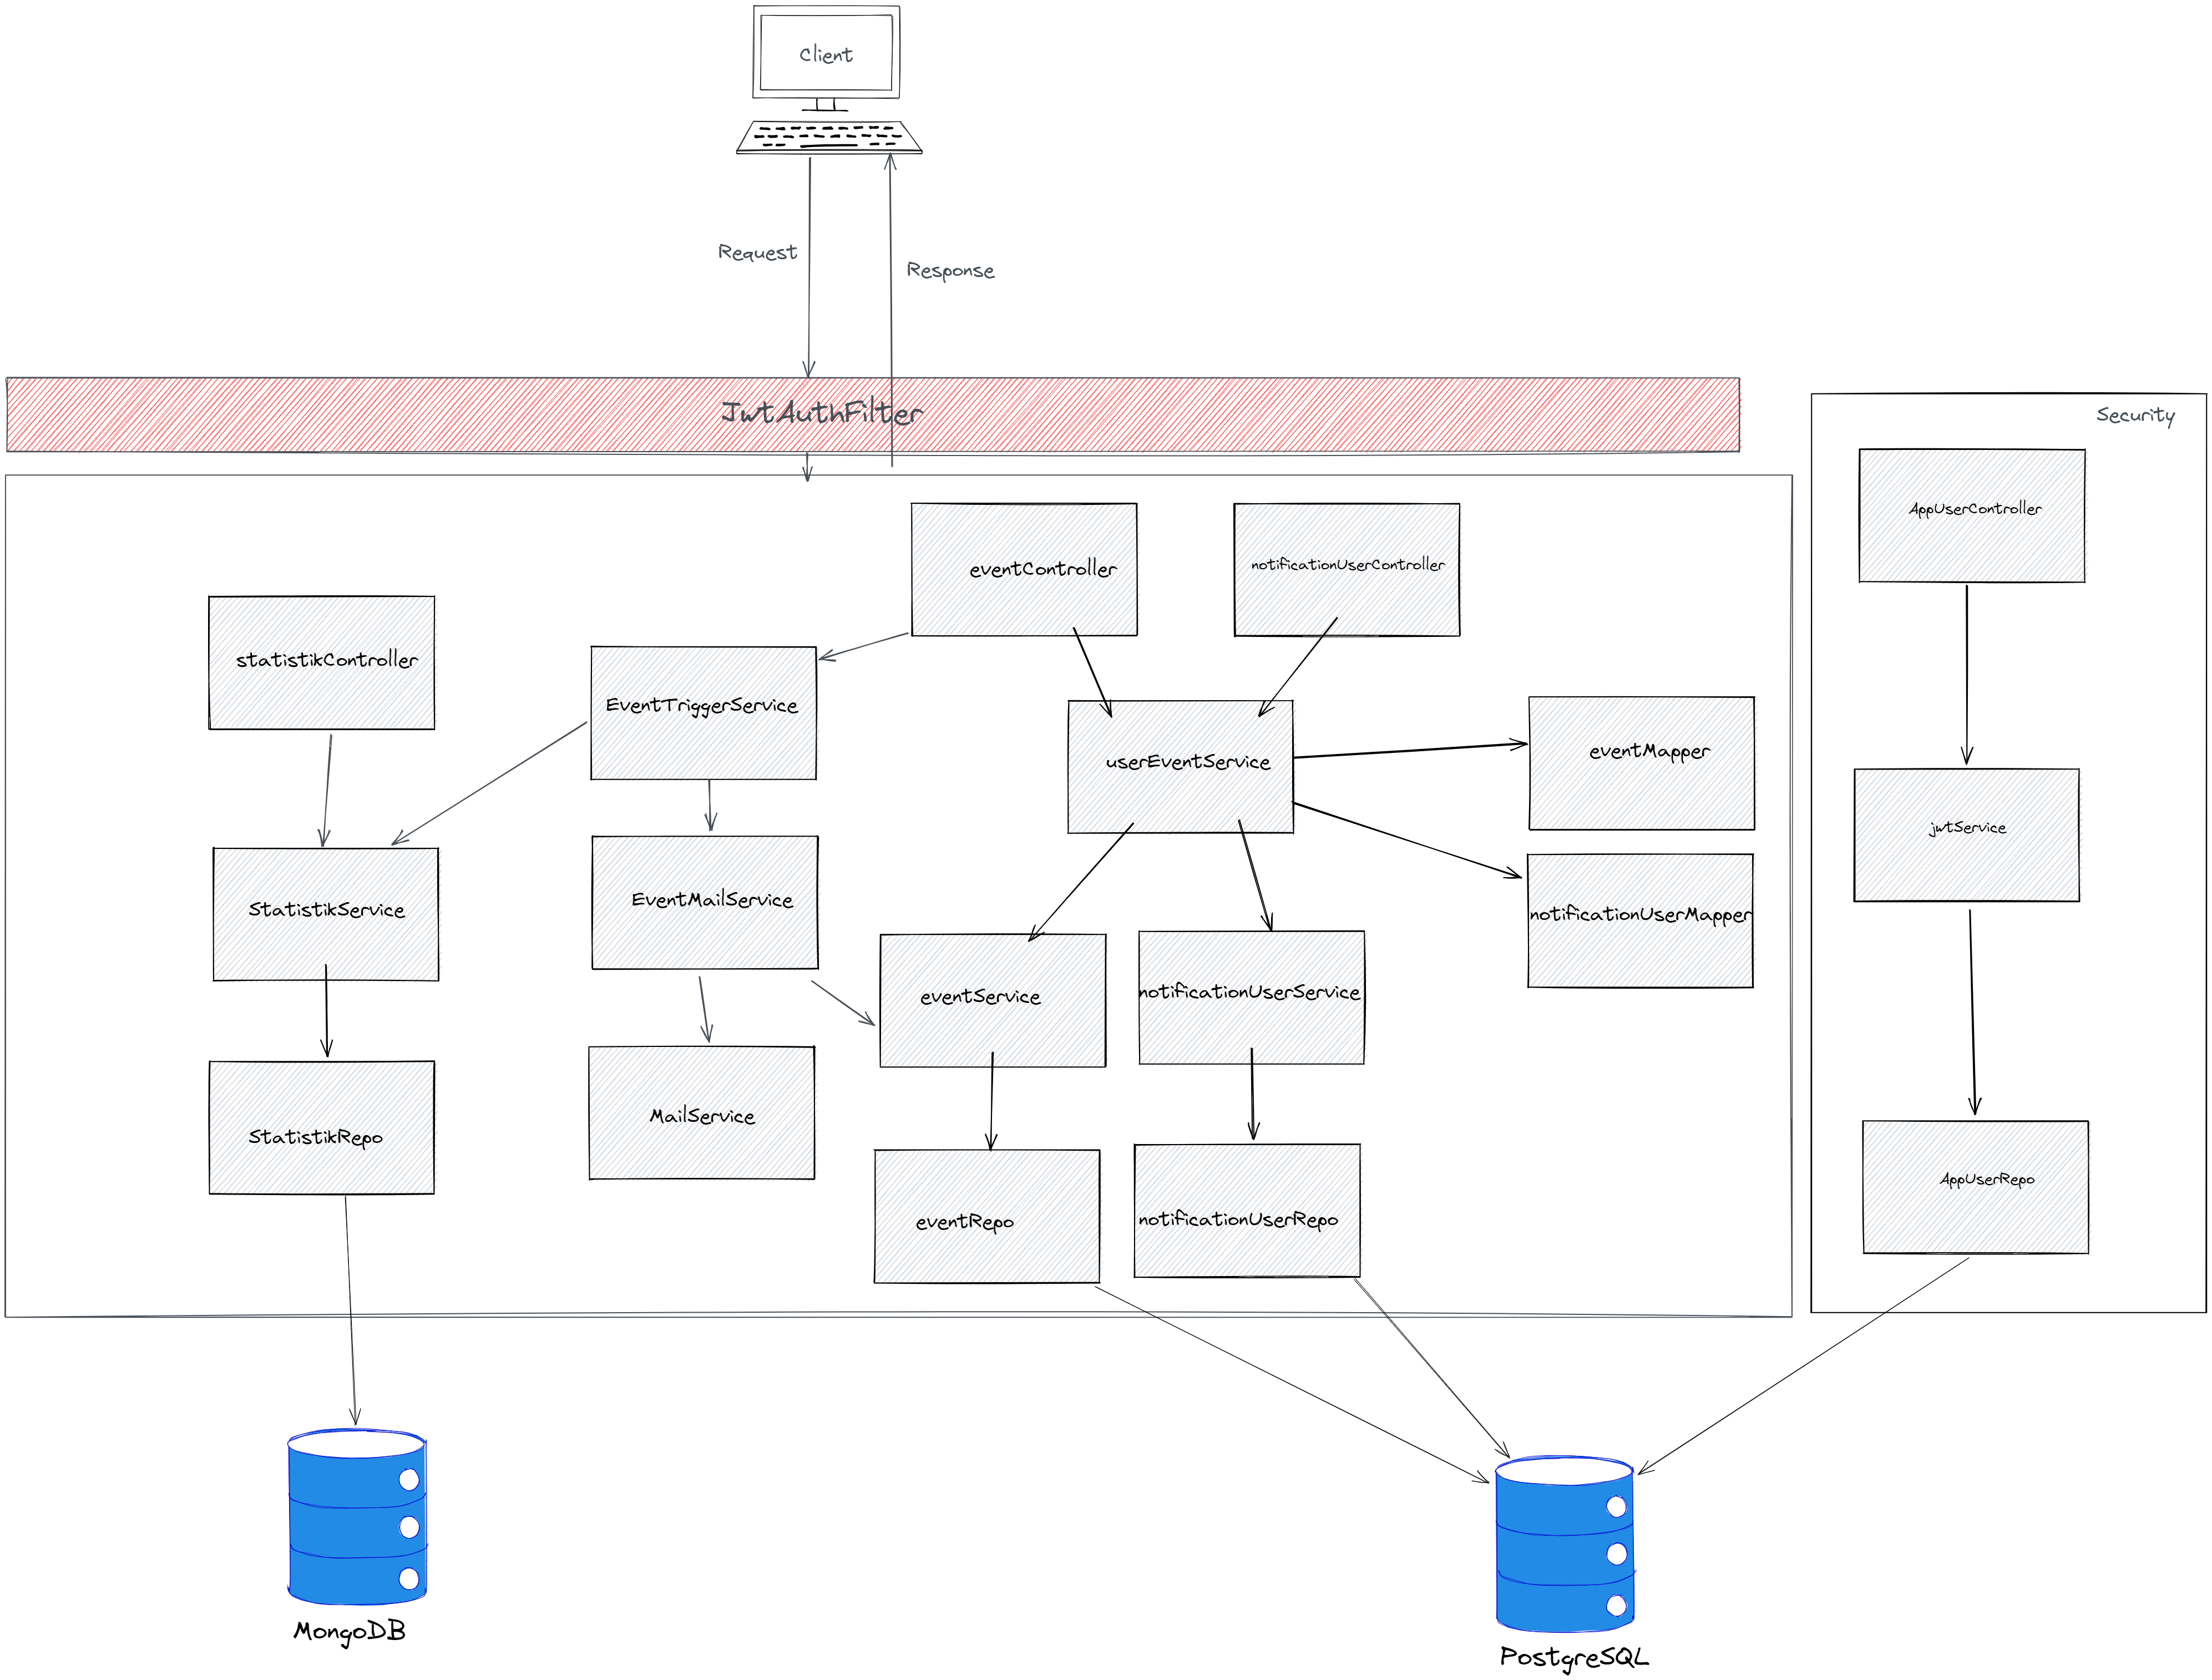 Client
Request
Response
JwtAuthFilter
Security
AppUserController
eventController
notificationUserController
statistikController
EventTriggerService
userEventService
eventMapper
jwtService
StatistikService
EventMailService
notificationUserMapper
eventService
notificationUserService
MailService
StatistikRepo
AppUserRepo
eventRepo
notificationUserRepo
MongoDB
PostgreSQL